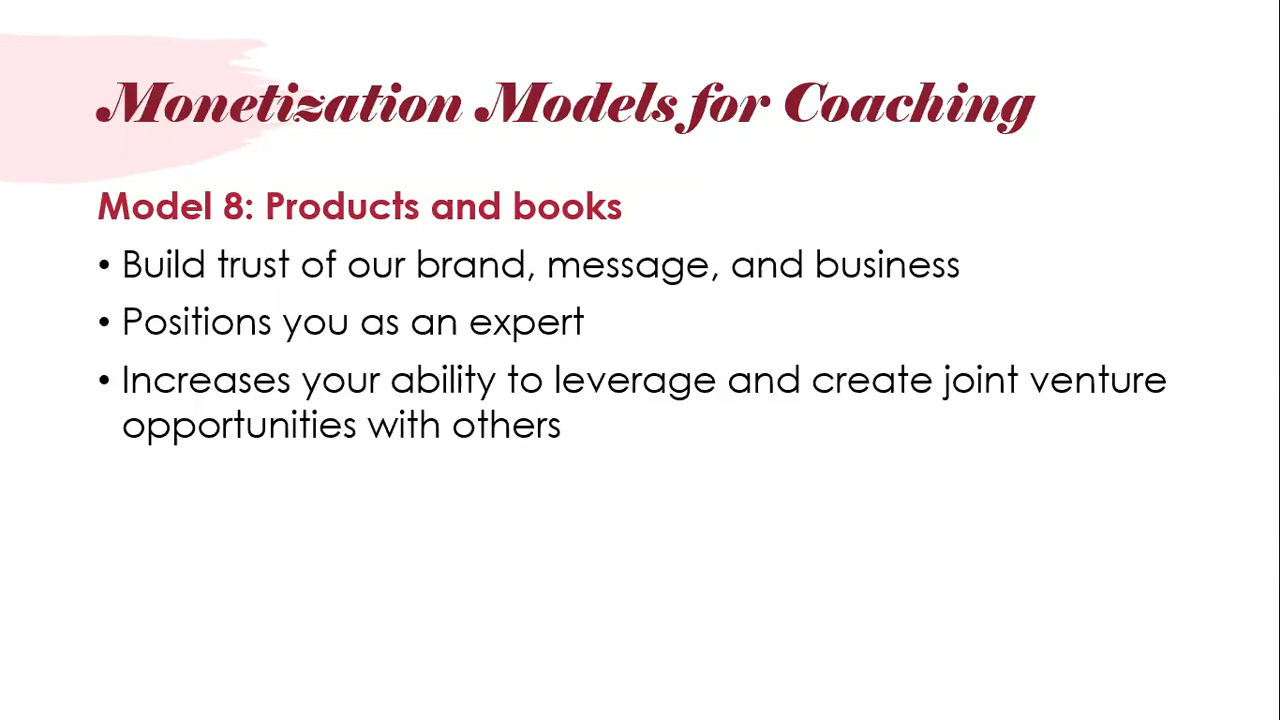 Monetization Models for Coaching
Model 8: Products and books
• Build trust of our brand, message, and business
• Positions you as an expert
• Increases your ability to leverage and create joint venture
opportunities with others